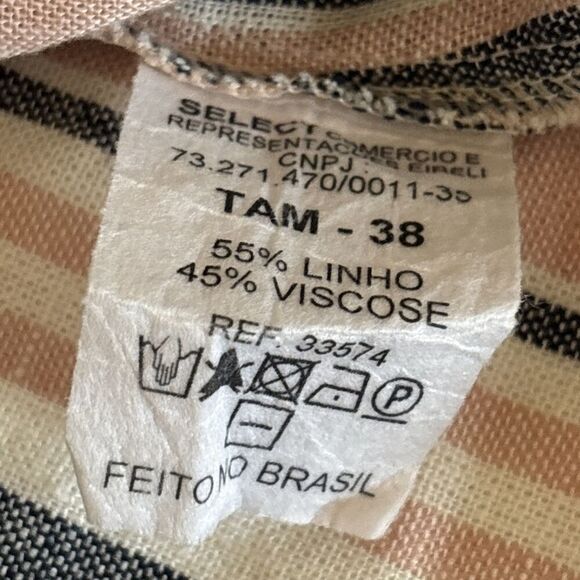 SELECT COMERCIO E
REPRESENTACOES EIRELI
CNPJ:
73.271.470/0011-35
TAM - 38
55% LINHO
45% VISCOSE
REF: 33574
P
FEITO NO BRASIL